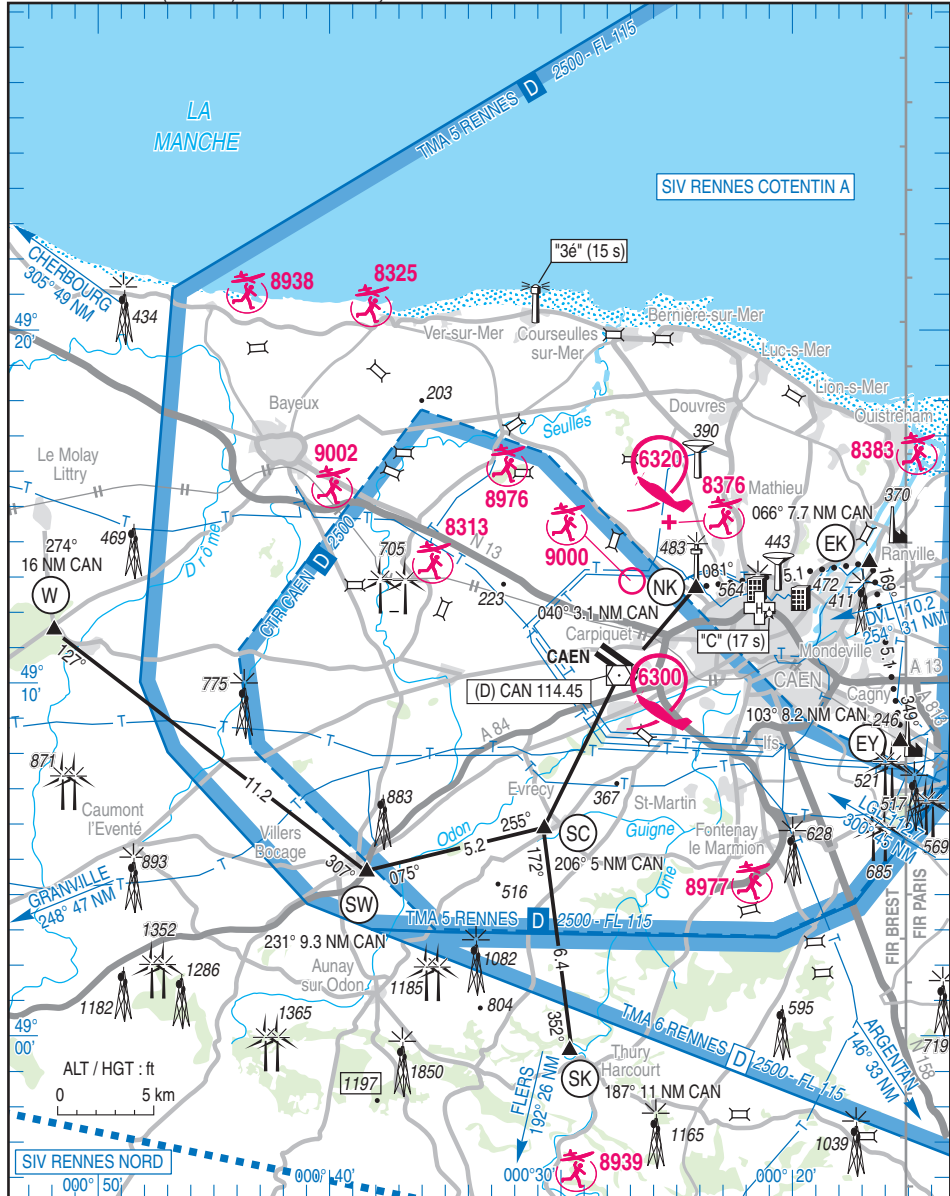 LA
MANCHE
TMA 5 RENNES D 2500 - FL 115
SIV RENNES COTENTIN A
"3é" (15 s)
CHERBOURG
305° 49 NM
8938
8325
434
49°
20'
Ver-sur-Mer
Courseulles
sur-Mer
Bernière-sur-Mer
Luc-s-Mer
Lion-s-Mer
Ouistreham
203
Bayeux
Seulles
Douvres
390
Le Molay
Littry
9002
8976
6320
8376
8383
Mathieu
370
Drôme
469
CTR CAEN D 2500
8313
705
N 13
9000
483
443
066° 7.7 NM CAN
EK
Ranville
274°
16 NM CAN
W
223
NK
081°
564
5.1
472
411
169°
040° 3.1 NM CAN
DVL 110.2
254° 31 NM
127°
Carpiquet
"C" (17 s)
Mondeville
5.1
A 13
CAEN
CAEN
49°
10'
6300
(D) CAN 114.45
Cagny
A 813
775
103° 8.2 NM CAN
246
349°
A 84
Ifs
EY
871
521
517
11.2
Evrecy
367
St-Martin
LGL 112.7
300° 45 NM
569
Caumont
l'Eventé
883
Odon
255°
SC
Guigne
628
Villers
Bocage
5.2
Fontenay
le Marmion
685
893
307°
075°
172°
206° 5 NM CAN
GRANVILLE
248° 47 NM
SW
516
Orne
8977
TMA 5 RENNES D 2500 - FL 115
231° 9.3 NM CAN
FIR BREST
FIR PARIS
1352
1286
Aunay
sur Odon
1082
6.4
1182
1185
804
1365
595
TMA 6 RENNES D 2500 - FL 115
719
49°
00'
352°
ALT / HGT : ft
0 5 km
1850
1197
SK
Thury
Harcourt
187° 11 NM CAN
FLERS
192° 26 NM
ARGENTAN
146° 33 NM
158
1165
1039
SIV RENNES NORD
8939
000° 50'
000° 40'
000° 30'
000° 20'